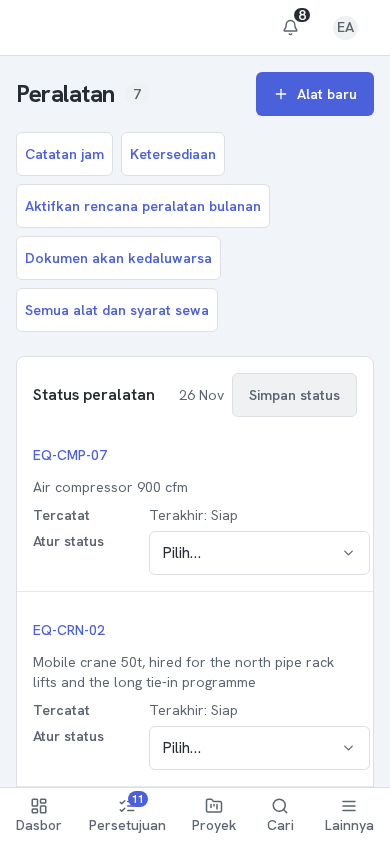 8
EA
Peralatan 7
Alat baru
Catatan jam
Ketersediaan
Aktifkan rencana peralatan bulanan
Dokumen akan kedaluwarsa
Semua alat dan syarat sewa
Status peralatan
26 Nov
Simpan status
EQ-CMP-07
Air compressor 900 cfm
Tercatat
Terakhir: Siap
Atur status
Pilih...
EQ-CRN-02
Mobile crane 50t, hired for the north pipe rack
lifts and the long tie-in programme
Tercatat
Terakhir: Siap
Atur status
Pilih...
11
Dasbor
Persetujuan
Proyek
Cari
Lainnya